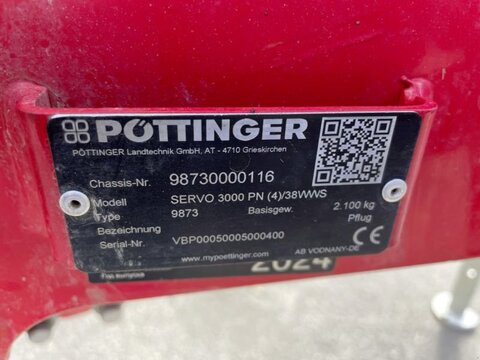 PÖTTINGER
PÖTTINGER Landtechnik GmbH, AT - 4710 Grieskirchen
Chassis-Nr. 98730000116
Modell SERVO 3000 PN (4)/38WWS
Type 9873 Basisgew. 2.100 kg
Bezeichnung Pflug
Serial-Nr. VBP00050005000400
CE
www.mypoettinger.com AB VODNANY-DE
2024